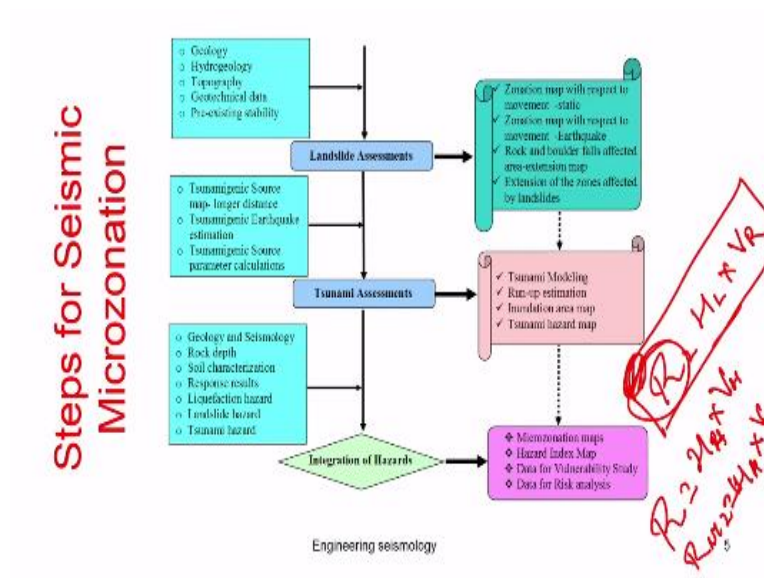 Steps for Seismic
Microzonation
Geology
Hydrogeology
Topography
Geotechnical data
Pre-existing stability
Landslide Assessments
Zonation map with respect to
movement -static
Zonation map with respect to
movement -Earthquake
Rock and boulder falls affected
area-extension map
Extension of the zones affected
by landslides
Tsunamigenic Source
map- longer distance
Tsunamigenic Earthquake
estimation
Tsunamigenic Source
parameter calculations
Tsunami Assessments
Tsunami Modeling
Run-up estimation
Inundation area map
Tsunami hazard map
Geology and Seismology
Rock depth
Soil characterization
Response results
Liquefaction hazard
Landslide hazard
Tsunami hazard
Integration of Hazards
Microzonation maps
Hazard Index Map
Data for Vulnerability Study
Data for Risk analysis
R = HL x VR
Engineering seismology
5